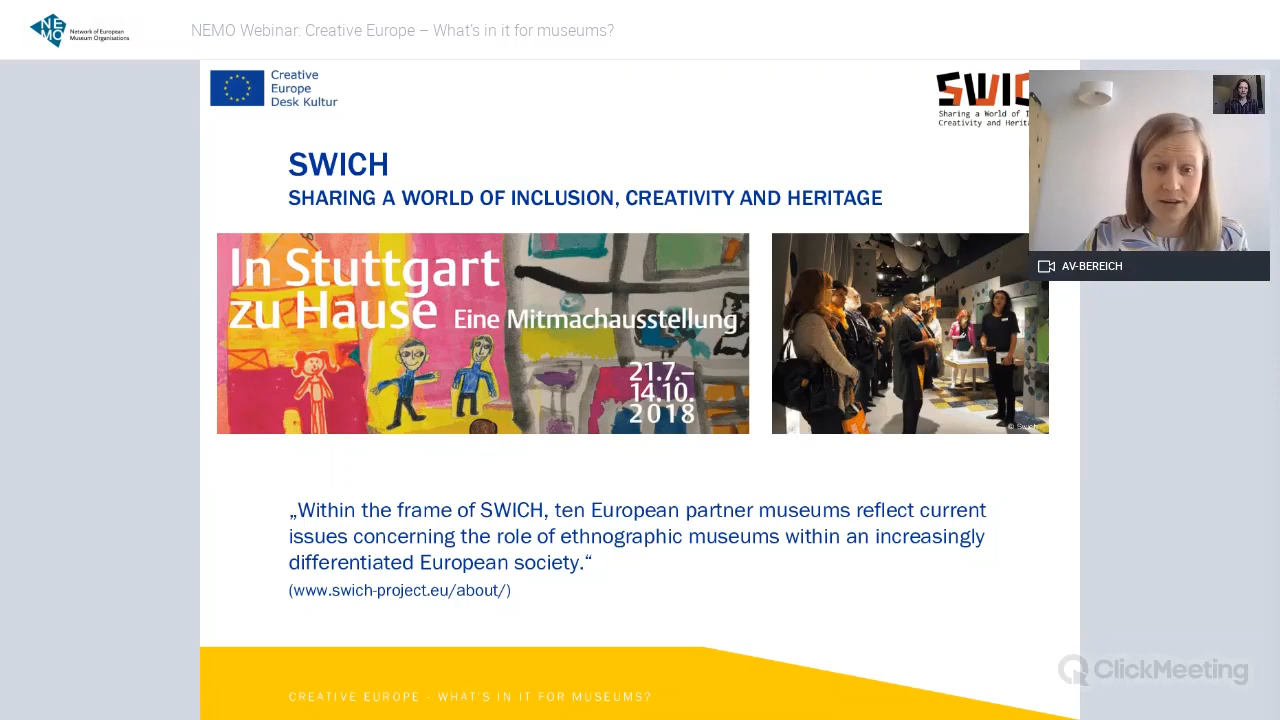 NE
MO
Network of European
Museum Organisations
NEMO Webinar: Creative Europe – What's in it for museums?
Creative
Europe
Desk Kultur
SWIC
Sharing a World of
Creativity and Herita
SWICH
SHARING A WORLD OF INCLUSION, CREATIVITY AND HERITAGE
In Stuttgart
zu Hause Eine Mitmachausstellung
21.7.–
14.10.
2018
© Swich
AV-BEREICH
„Within the frame of SWICH, ten European partner museums reflect current
issues concerning the role of ethnographic museums within an increasingly
differentiated European society.“
(www.swich-project.eu/about/)
CREATIVE EUROPE - WHAT'S IN IT FOR MUSEUMS?
ClickMeeting